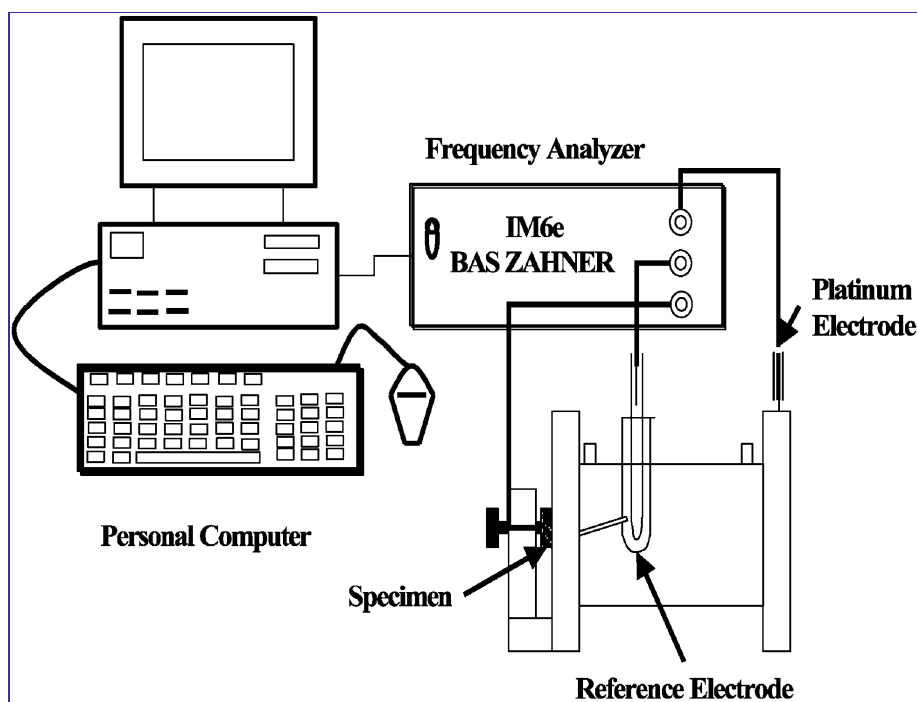 Frequency Analyzer
IM6e
BAS ZAHNER
Platinum
Electrode
Personal Computer
Specimen
Reference Electrode